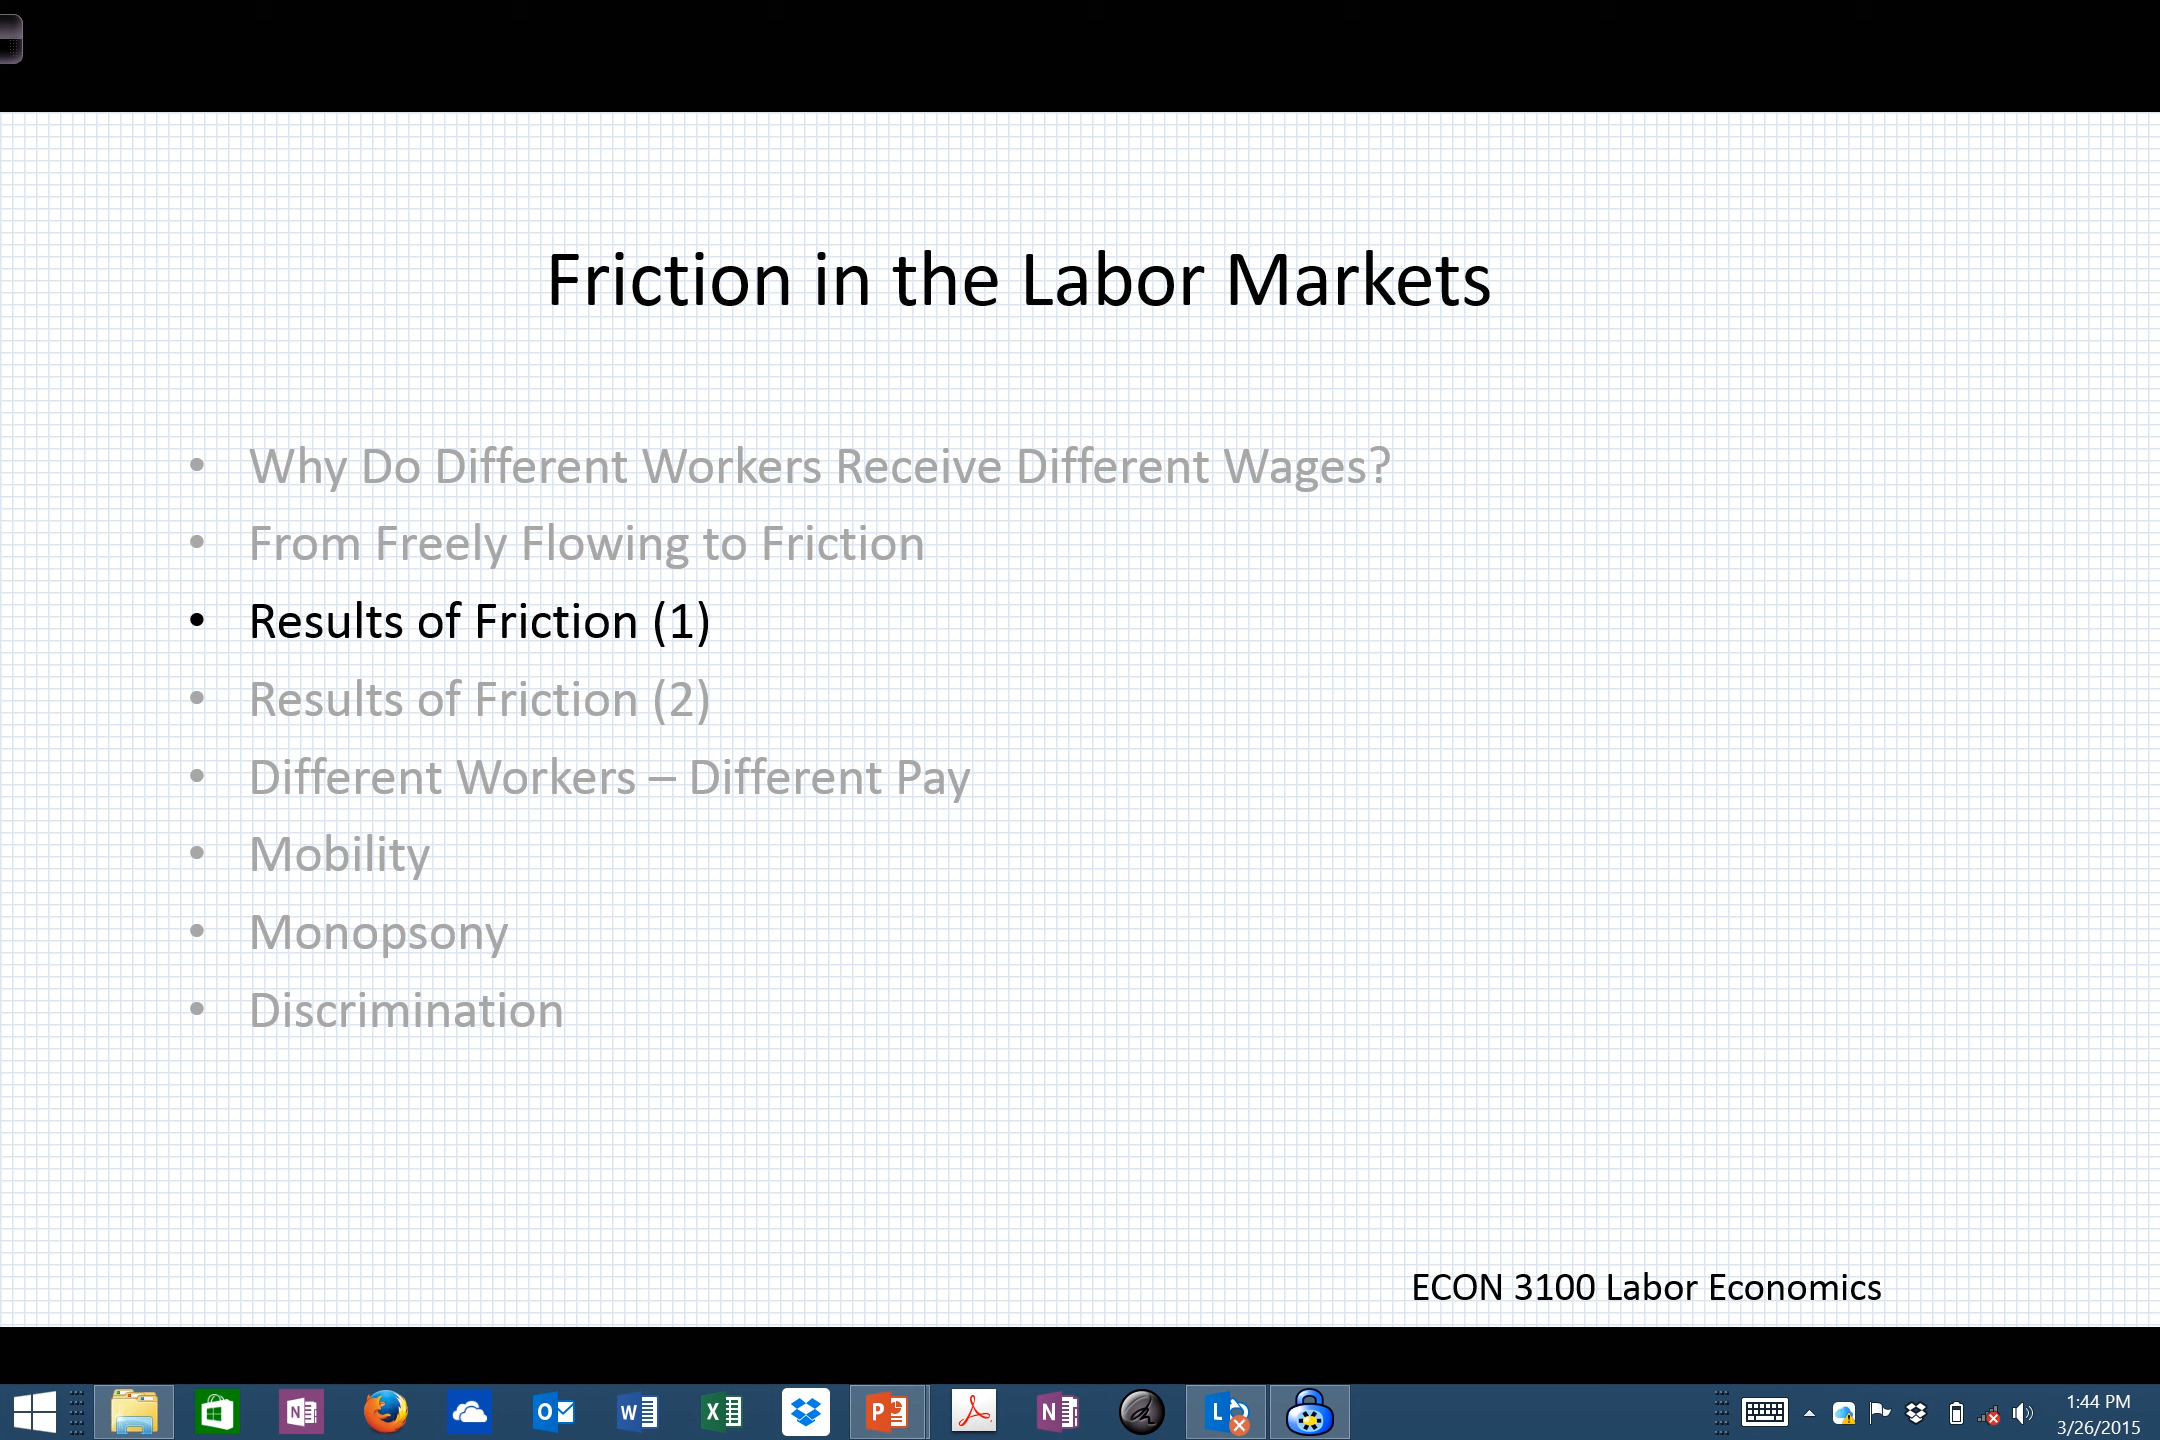 Friction in the Labor Markets
• Why Do Different Workers Receive Different Wages?
• From Freely Flowing to Friction
• Results of Friction (1)
• Results of Friction (2)
• Different Workers – Different Pay
• Mobility
• Monopsony
• Discrimination
ECON 3100 Labor Economics
1:44 PM
3/26/2015